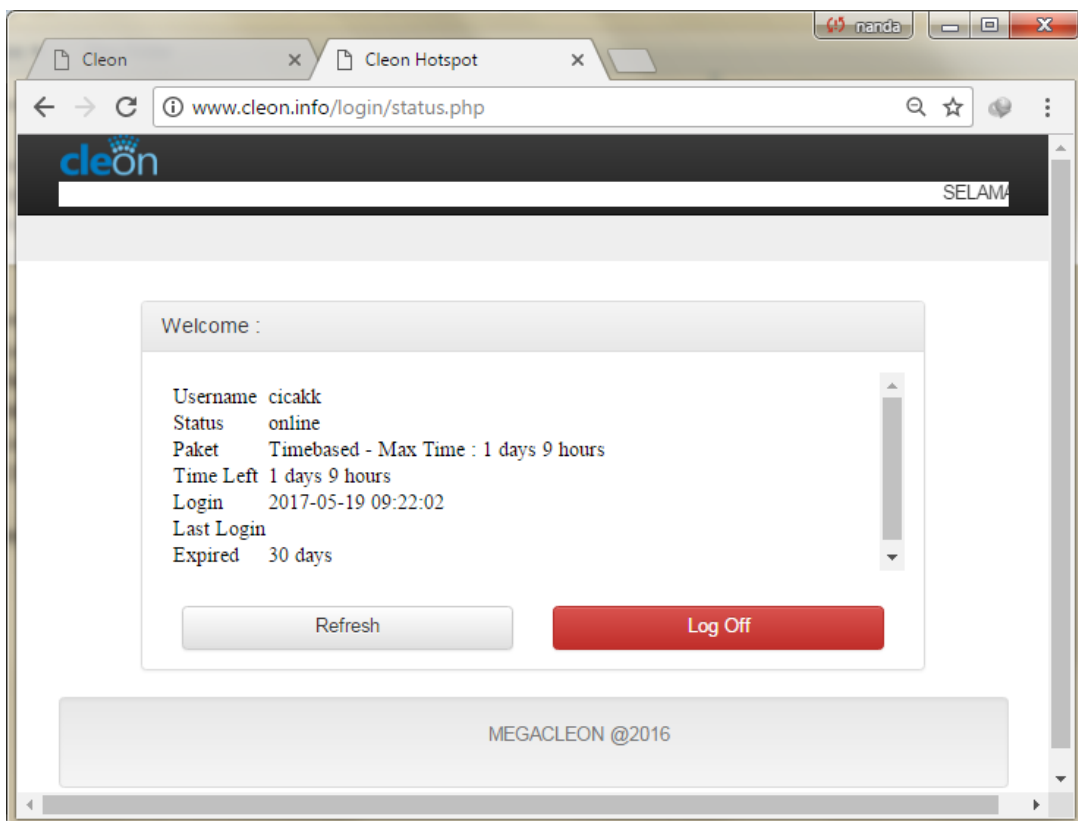 nanda
Cleon
Cleon Hotspot
www.cleon.info/login/status.php
cleon
SELAMA
Welcome :
Username cicakk
Status online
Paket Timebased - Max Time : 1 days 9 hours
Time Left 1 days 9 hours
Login 2017-05-19 09:22:02
Last Login
Expired 30 days
Refresh Log Off
MEGACLEON @2016